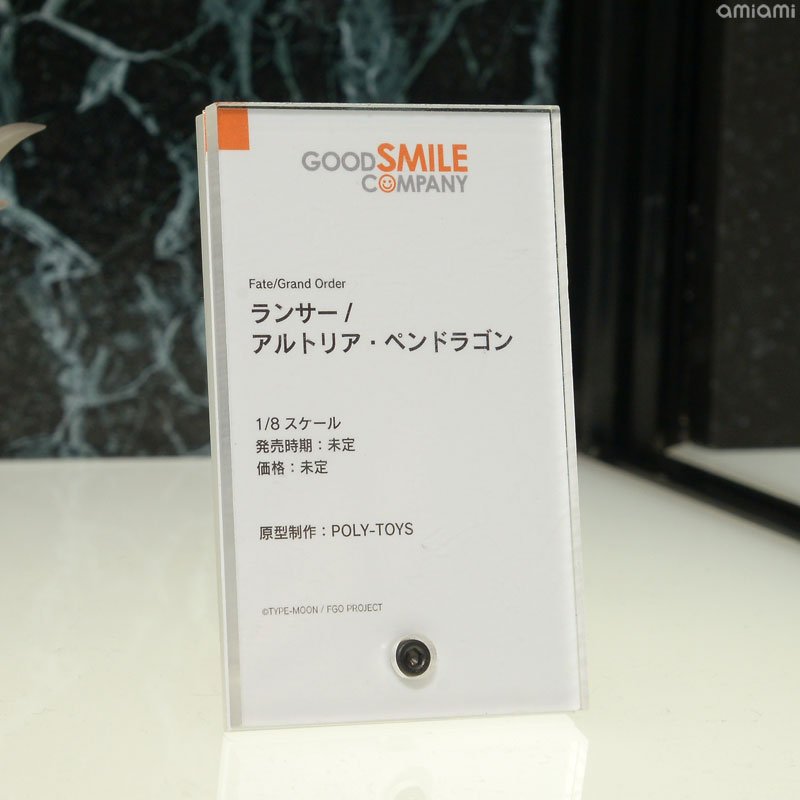 amiami
GOOD SMILE
COMPANY
Fate/Grand Order
ランサー /
アルトリア・ペンドラゴン
1/8 スケール
発売時期：未定
価格：未定
原型制作：POLY-TOYS
©TYPE-MOON / FGO PROJECT